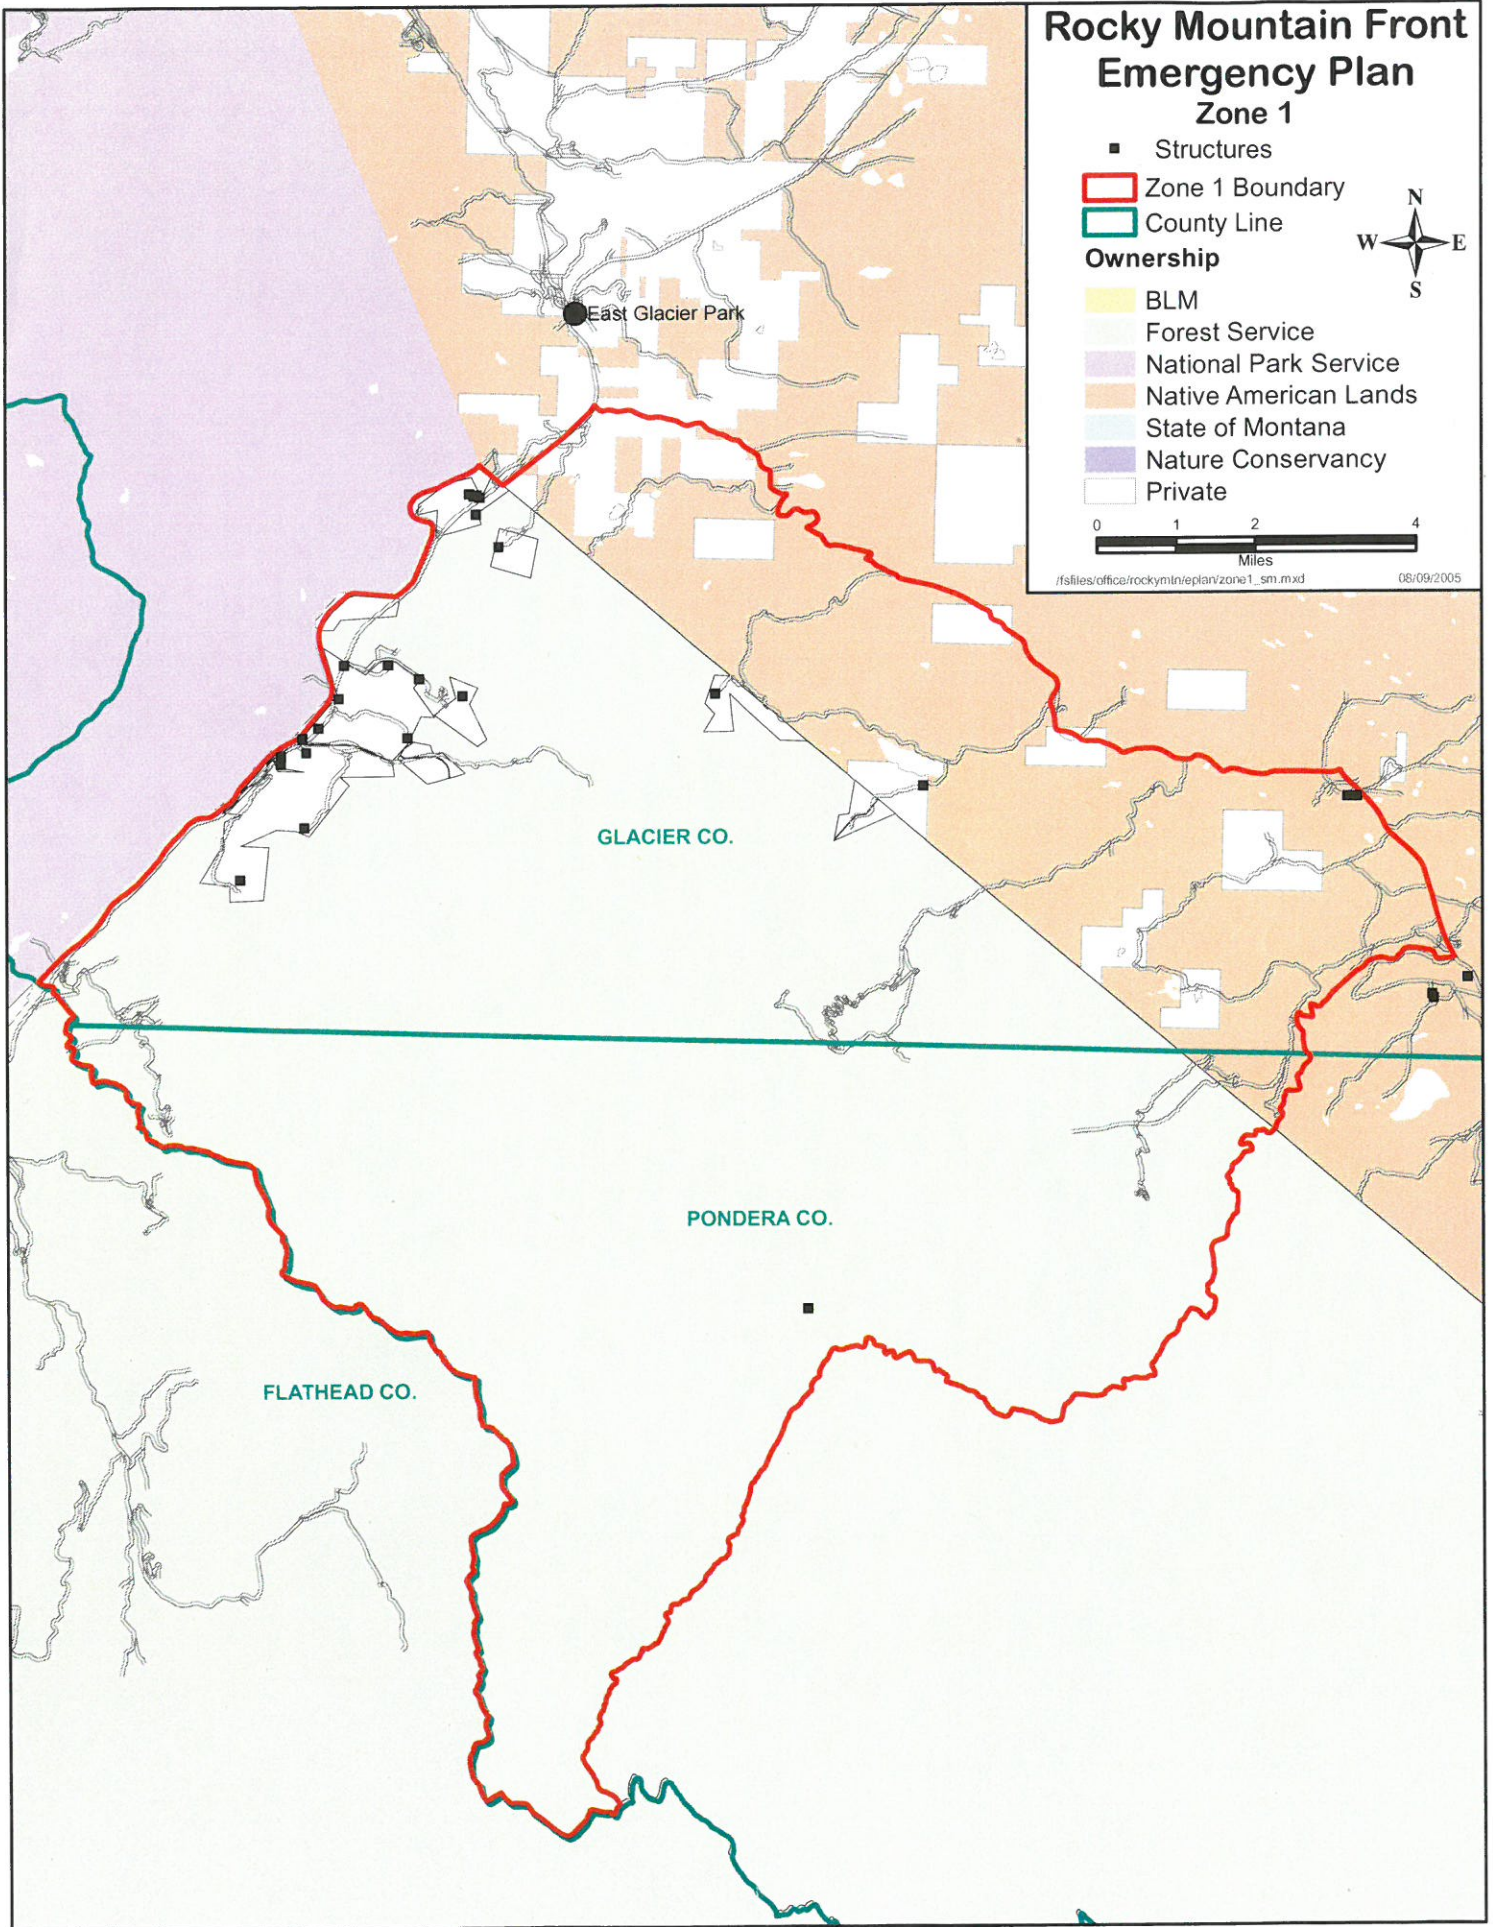 Rocky Mountain Front
Emergency Plan
Zone 1
Structures
Zone 1 Boundary
County Line
N
W E
S
Ownership
BLM
Forest Service
National Park Service
Native American Lands
State of Montana
Nature Conservancy
Private
0 1 2 4
Miles
/fsfiles/office/rockymtn/eplan/zone1_sm.mxd 08/09/2005
East Glacier Park
GLACIER CO.
PONDERA CO.
FLATHEAD CO.